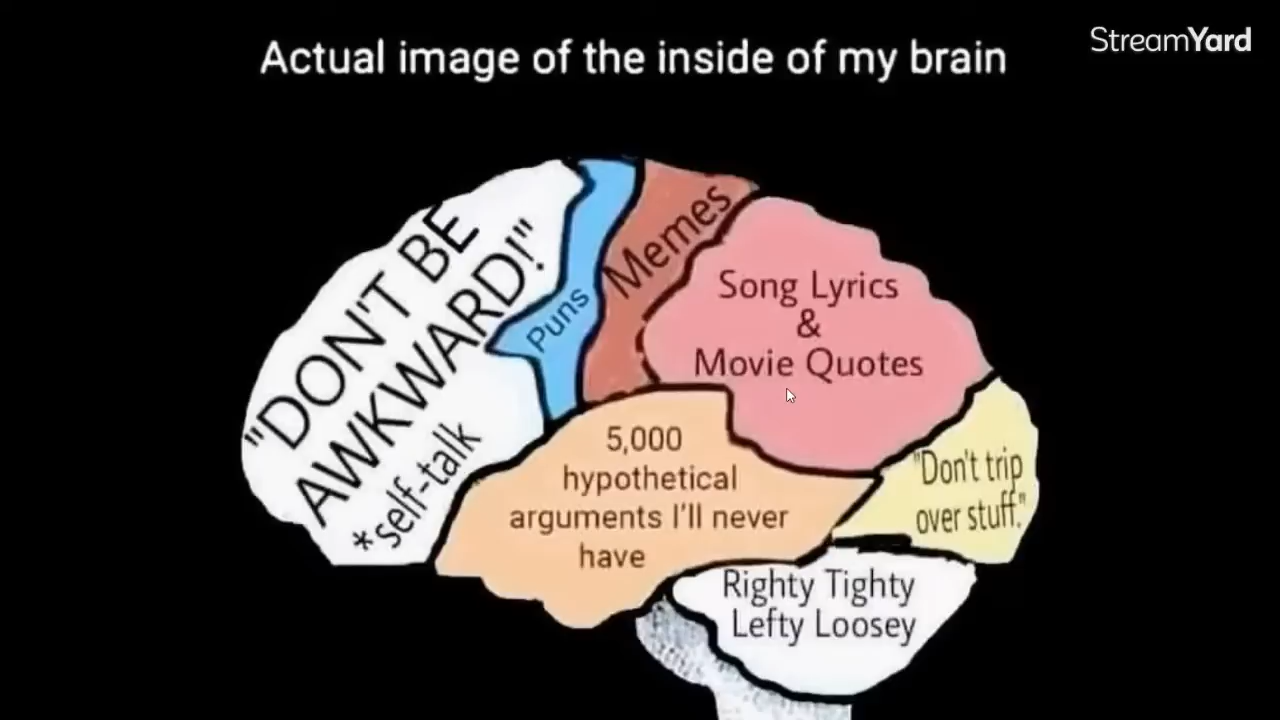 Actual image of the inside of my brain
StreamYard
"DON'T BE
AWKWARD!"
*self-talk
Puns
Memes
Song Lyrics
&
Movie Quotes
5,000
hypothetical
arguments I'll never
have
"Don't trip
over stuff."
Righty Tighty
Lefty Loosey